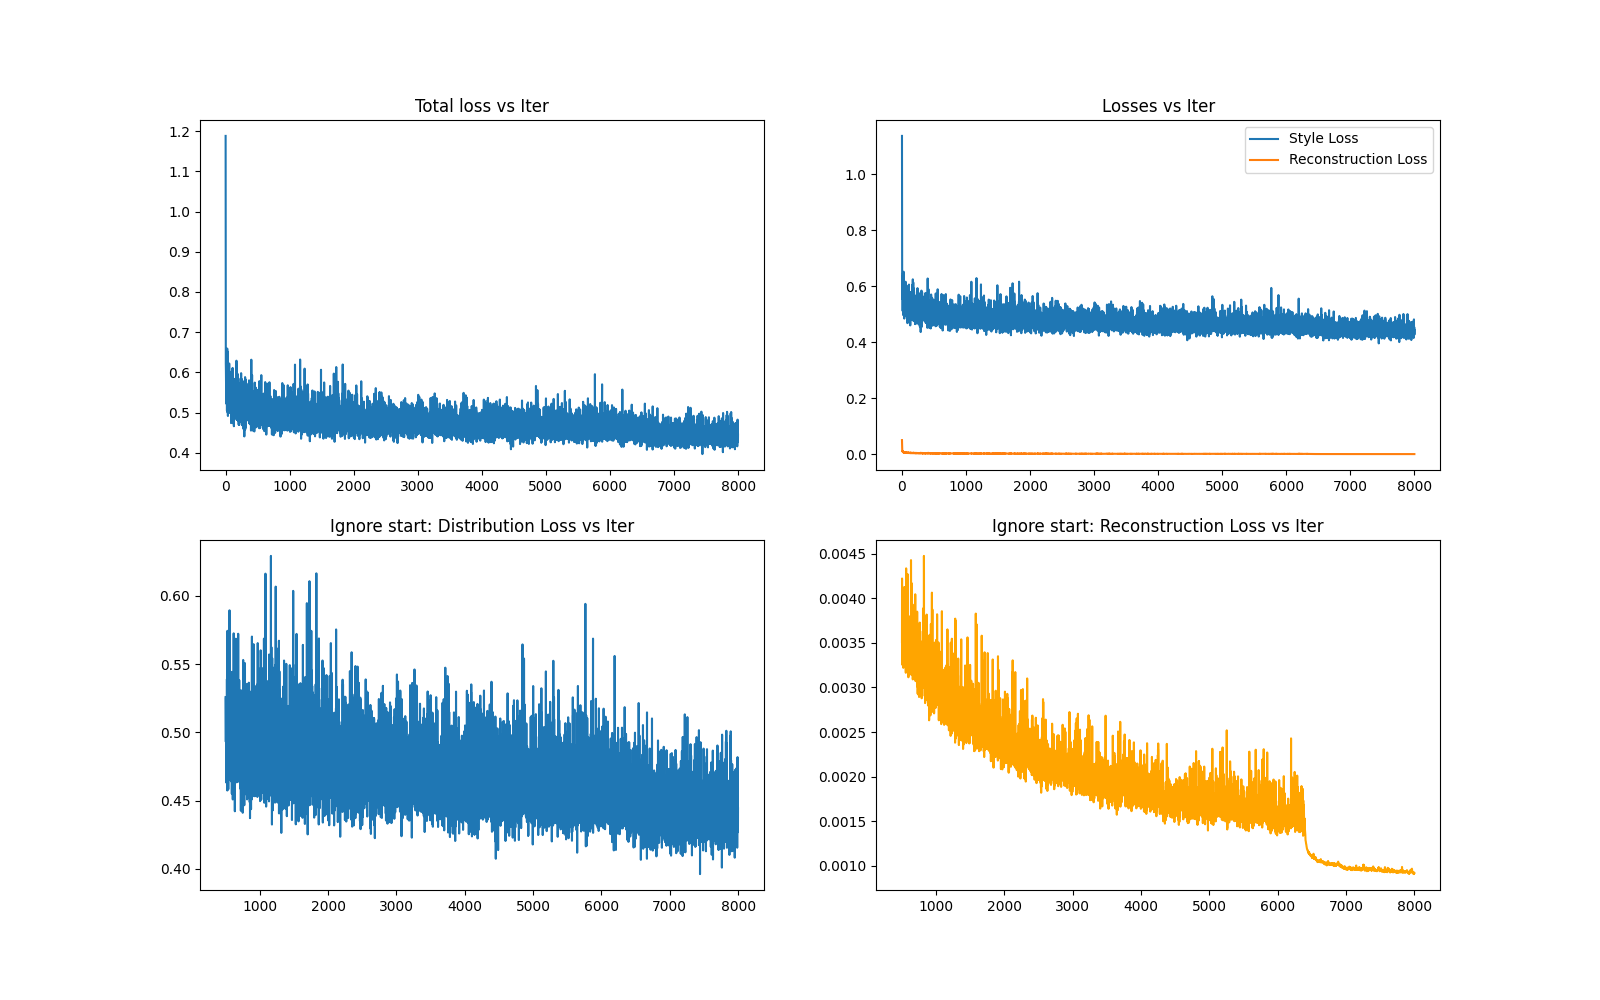 Total loss vs Iter
1.2
1.1
1.0
0.9
0.8
0.7
0.6
0.5
0.4
0 1000 2000 3000 4000 5000 6000 7000 8000
Losses vs Iter
Style Loss
Reconstruction Loss
1.0
0.8
0.6
0.4
0.2
0.0
0 1000 2000 3000 4000 5000 6000 7000 8000
Ignore start: Distribution Loss vs Iter
0.60
0.55
0.50
0.45
0.40
1000 2000 3000 4000 5000 6000 7000 8000
Ignore start: Reconstruction Loss vs Iter
0.0045
0.0040
0.0035
0.0030
0.0025
0.0020
0.0015
0.0010
1000 2000 3000 4000 5000 6000 7000 8000